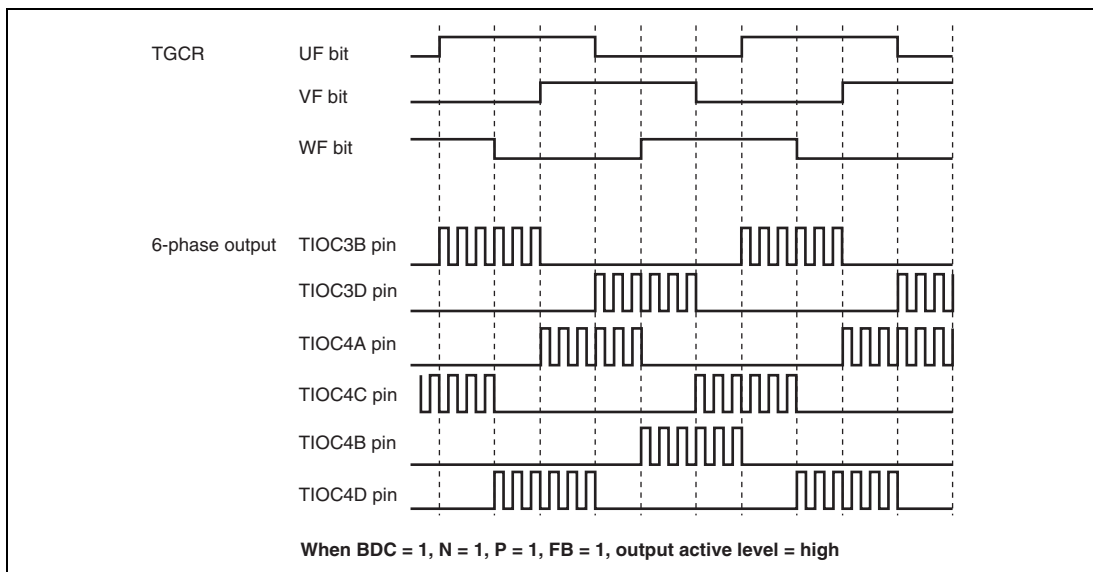 TGCR UF bit
VF bit
WF bit
6-phase output TIOC3B pin
TIOC3D pin
TIOC4A pin
TIOC4C pin
TIOC4B pin
TIOC4D pin
When BDC = 1, N = 1, P = 1, FB = 1, output active level = high